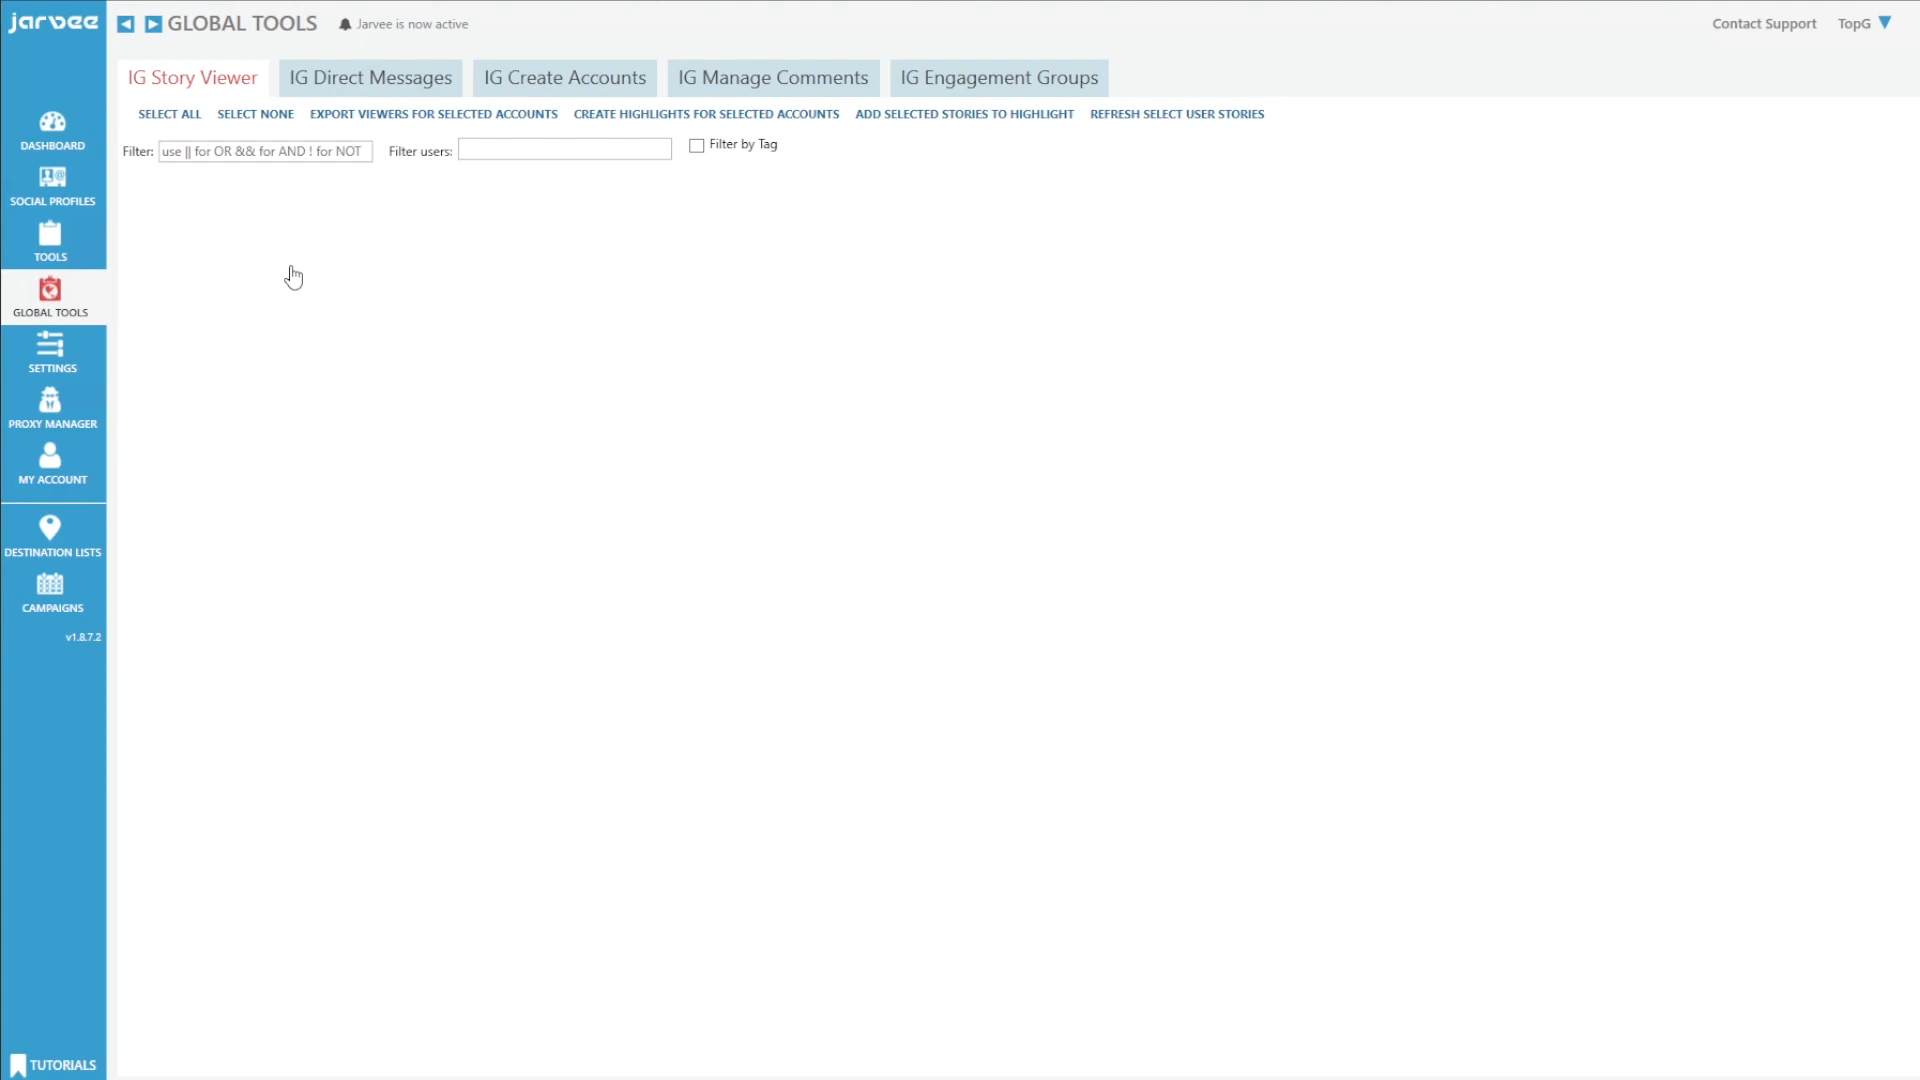 jarvee
GLOBAL TOOLS
Jarvee is now active
Contact Support
TopG
IG Story Viewer
IG Direct Messages
IG Create Accounts
IG Manage Comments
IG Engagement Groups
SELECT ALL
SELECT NONE
EXPORT VIEWERS FOR SELECTED ACCOUNTS
CREATE HIGHLIGHTS FOR SELECTED ACCOUNTS
ADD SELECTED STORIES TO HIGHLIGHT
REFRESH SELECT USER STORIES
Filter: use || for OR && for AND ! for NOT
Filter users:
Filter by Tag
DASHBOARD
SOCIAL PROFILES
TOOLS
GLOBAL TOOLS
SETTINGS
PROXY MANAGER
MY ACCOUNT
DESTINATION LISTS
CAMPAIGNS
v1.8.7.2
TUTORIALS